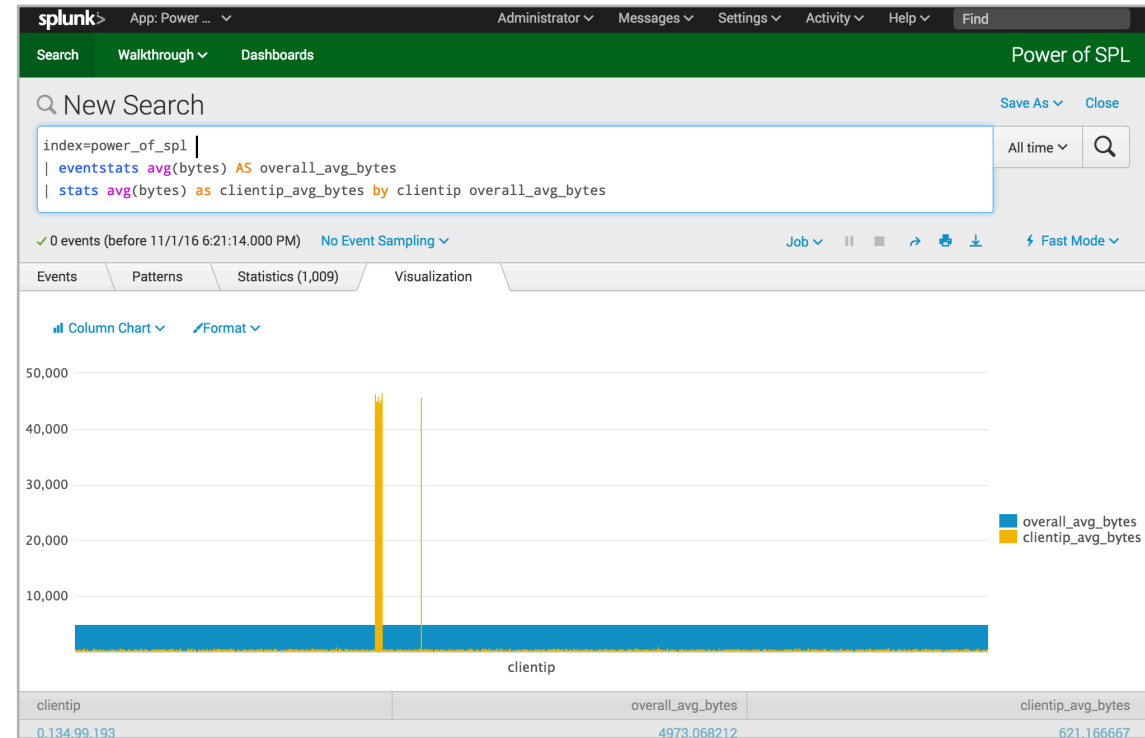 splunk> App: Power ... Administrator Messages Settings Activity Help Find
Search Walkthrough Dashboards Power of SPL
New Search Save As Close
index=power_of_spl All time
| eventstats avg(bytes) AS overall_avg_bytes
| stats avg(bytes) as clientip_avg_bytes by clientip overall_avg_bytes
0 events (before 11/1/16 6:21:14.000 PM) No Event Sampling Job Fast Mode
Events Patterns Statistics (1,009) Visualization
Column Chart Format
50,000
40,000
30,000
20,000
10,000
overall_avg_bytes
clientip_avg_bytes
clientip
clientip overall_avg_bytes clientip_avg_bytes
0.134.99.193 4973.068212 621.166667